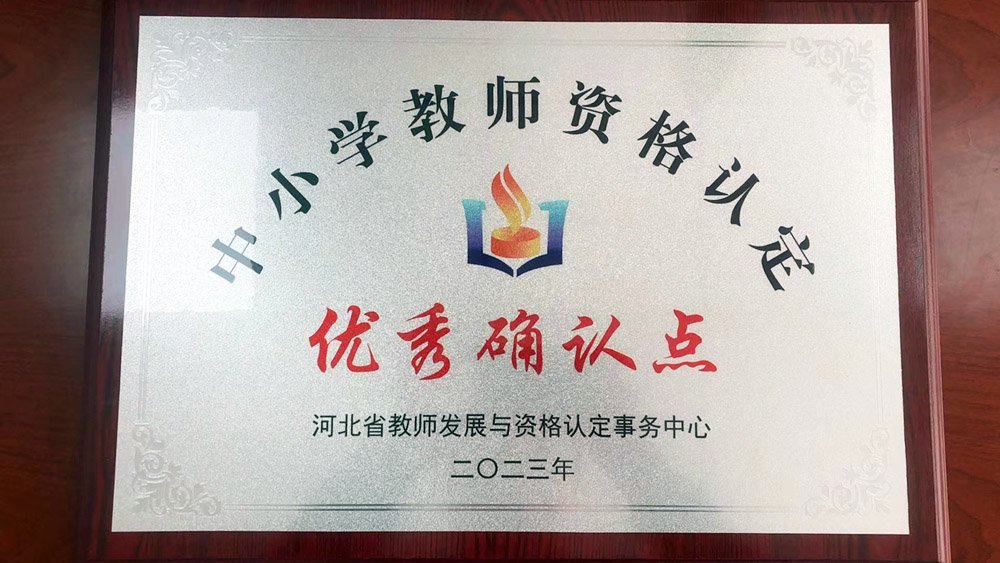 中小学教师资格认定
优秀确认点
河北省教师发展与资格认定事务中心
二〇二三年